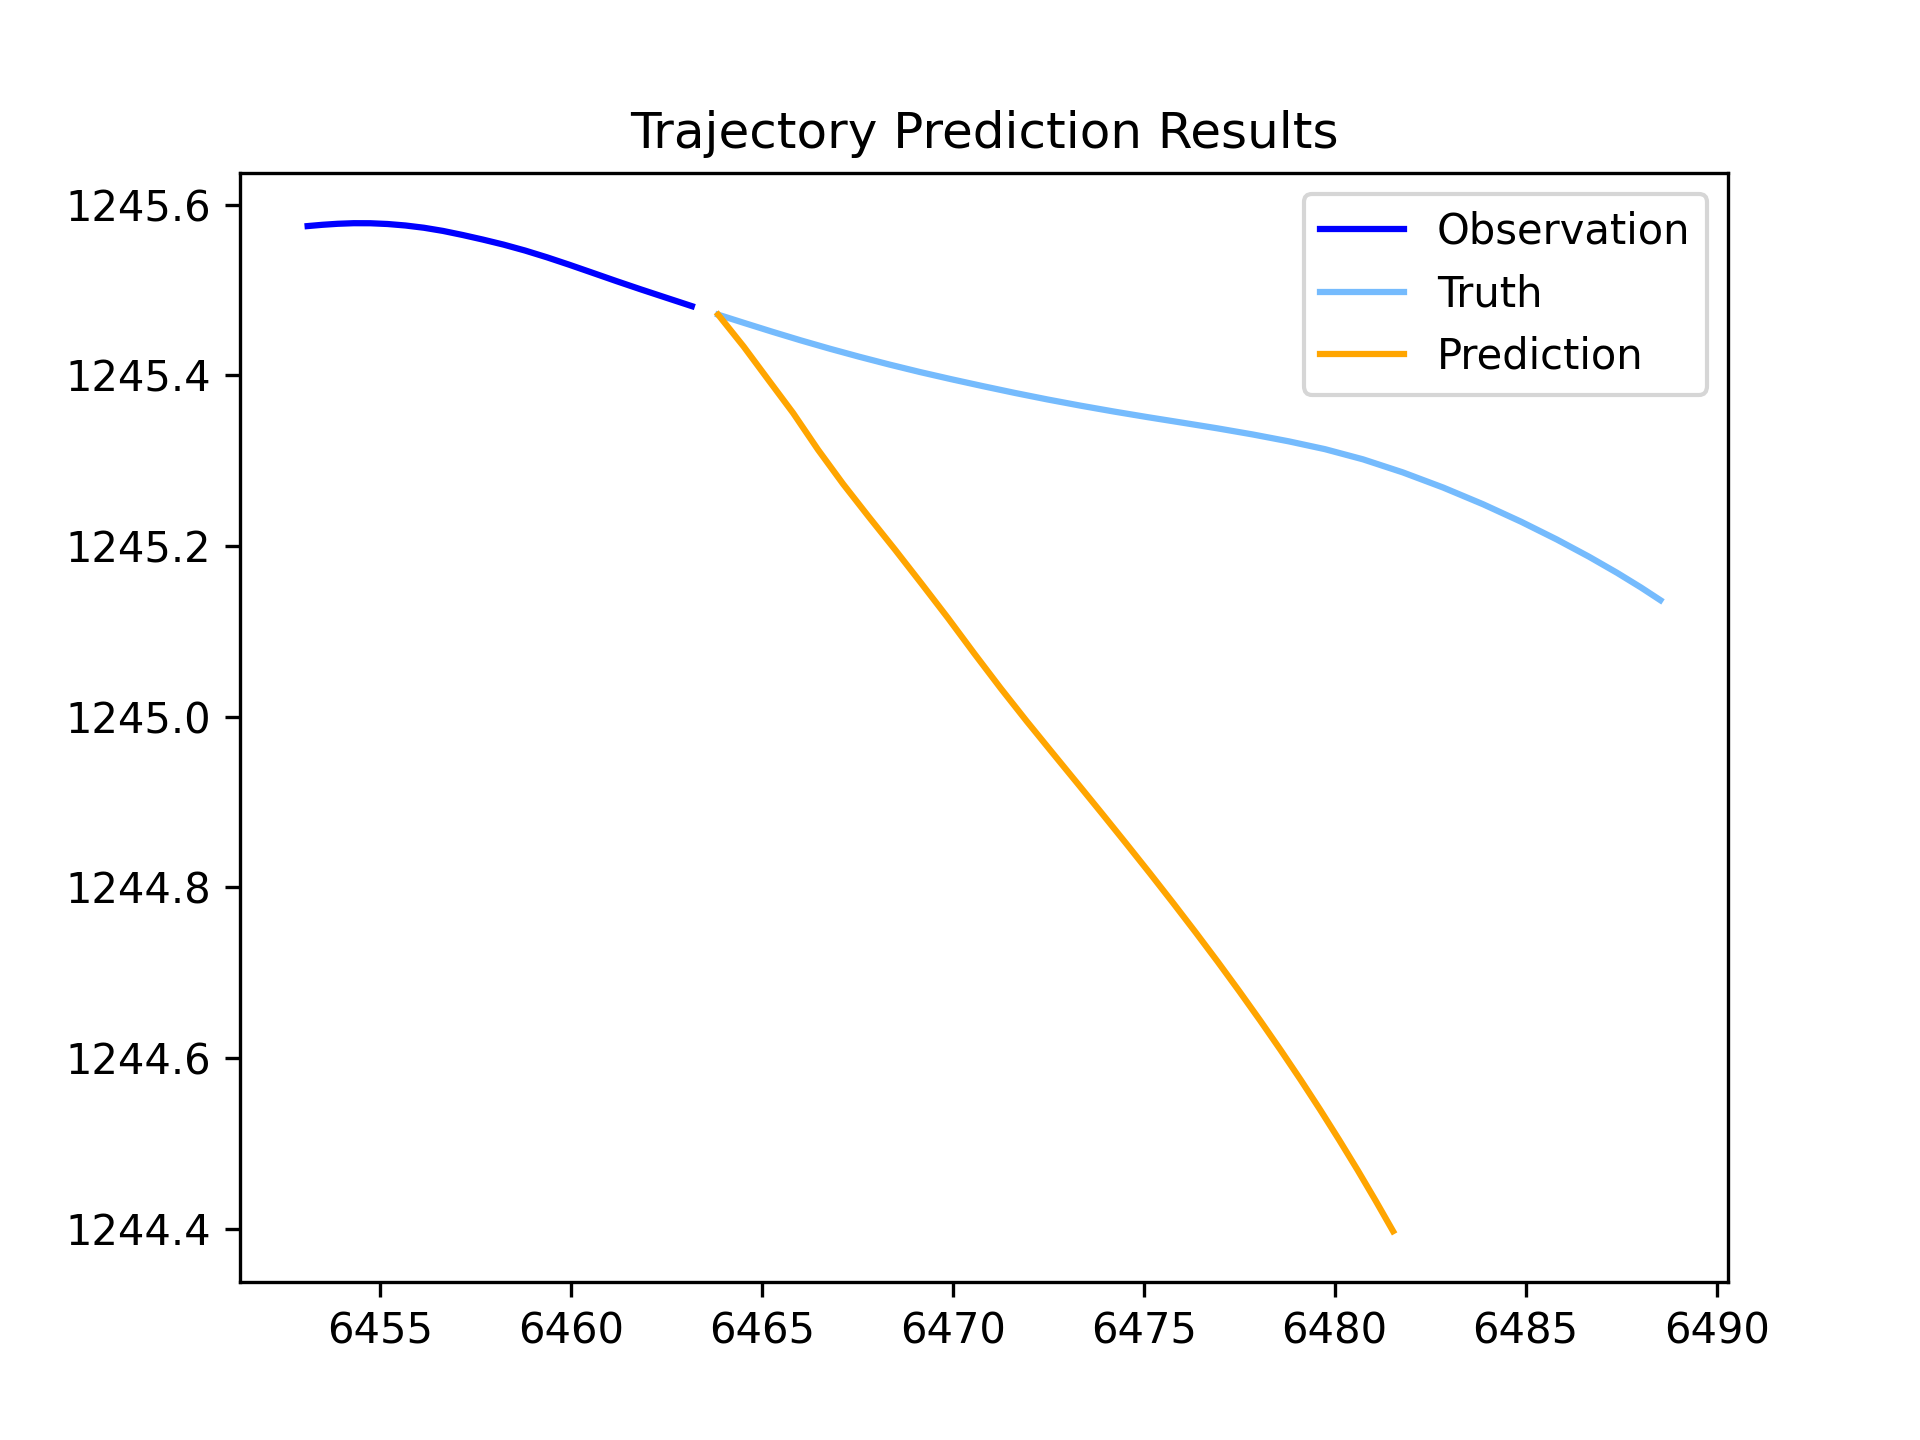 Trajectory Prediction Results
Observation
Truth
Prediction
1245.6
1245.4
1245.2
1245.0
1244.8
1244.6
1244.4
6455 6460 6465 6470 6475 6480 6485 6490